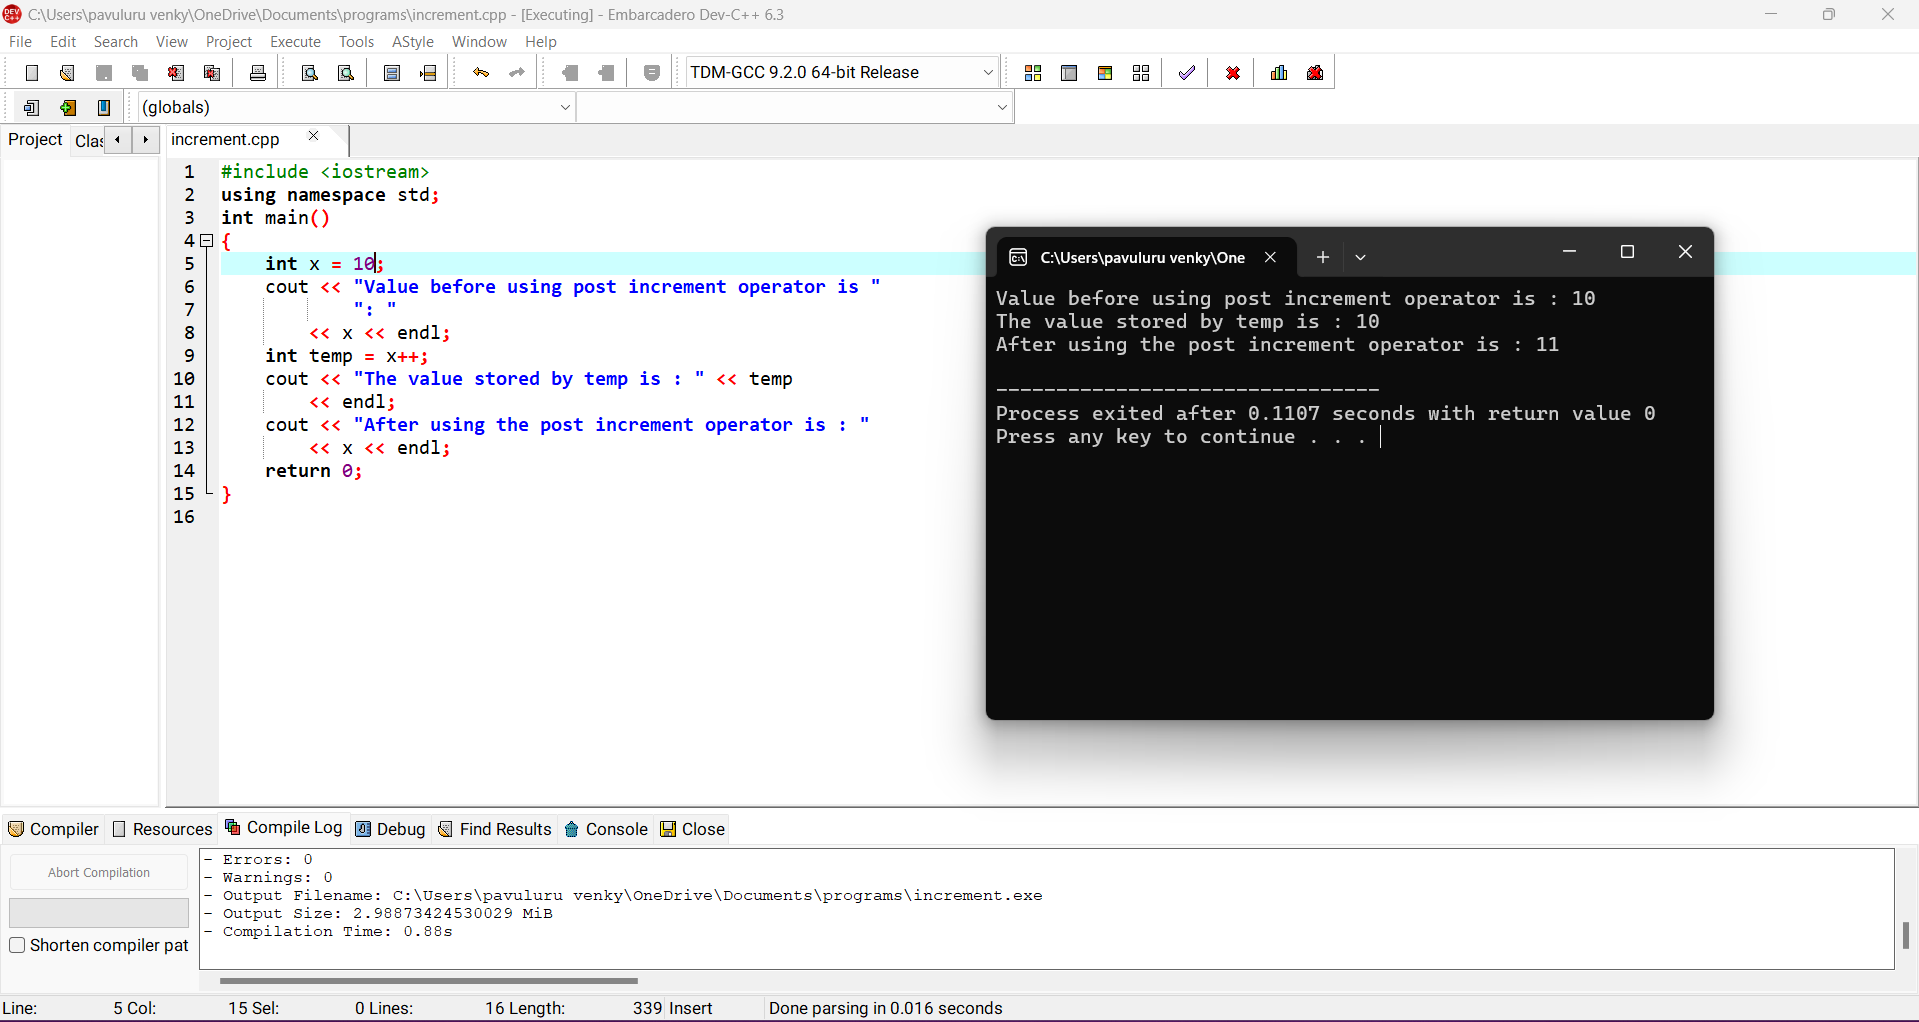 C:\Users\pavuluru venky\OneDrive\Documents\programs\increment.cpp - [Executing] - Embarcadero Dev-C++ 6.3
File Edit Search View Project Execute Tools AStyle Window Help
TDM-GCC 9.2.0 64-bit Release
(globals)
Project Clas increment.cpp
1 #include <iostream>
2 using namespace std;
3 int main()
4 {
5 int x = 10;
6 cout << "Value before using post increment operator is "
7 ": "
8 << x << endl;
9 int temp = x++;
10 cout << "The value stored by temp is : " << temp
11 << endl;
12 cout << "After using the post increment operator is : "
13 << x << endl;
14 return 0;
15 }
16
C:\Users\pavuluru venky\One
Value before using post increment operator is : 10
The value stored by temp is : 10
After using the post increment operator is : 11
--------------------------------
Process exited after 0.1107 seconds with return value 0
Press any key to continue . . .
Compiler Resources Compile Log Debug Find Results Console Close
Abort Compilation
Shorten compiler pat
- Errors: 0
- Warnings: 0
- Output Filename: C:\Users\pavuluru venky\OneDrive\Documents\programs\increment.exe
- Output Size: 2.98873424530029 MiB
- Compilation Time: 0.88s
Line: 5 Col: 15 Sel: 0 Lines: 16 Length: 339 Insert Done parsing in 0.016 seconds